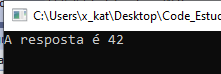 C:\Users\x_kat\Desktop\Code_Estu
A resposta é 42